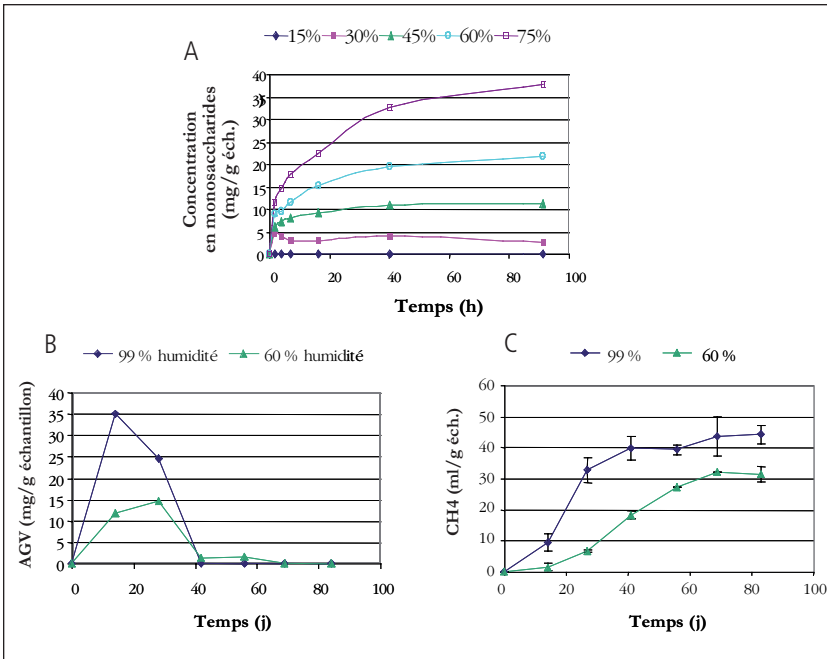 A
15% 30% 45% 60% 75%
Concentration
en monosaccharides
(mg/g éch.)
40
35
30
25
20
15
10
5
0
0 20 40 60 80 100
Temps (h)
B
99 % humidité 60 % humidité
AGV (mg/g échantillon)
40
35
30
25
20
15
10
5
0
0 20 40 60 80 100
Temps (j)
C
99 % 60 %
CH4 (ml/g éch.)
60
50
40
30
20
10
0
0 20 40 60 80 100
Temps (j)